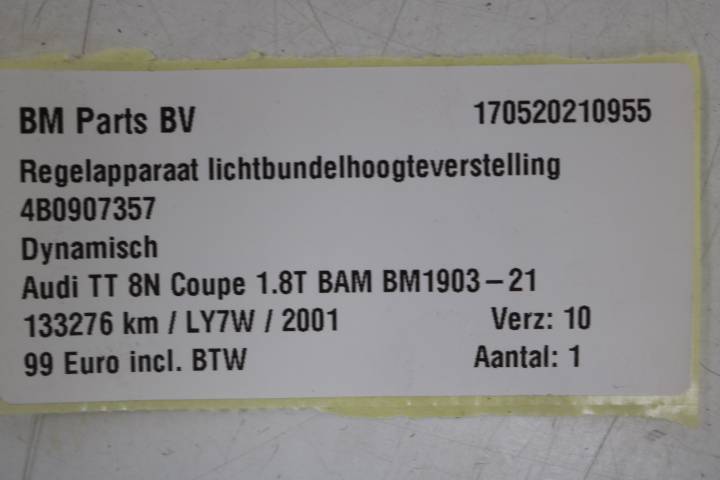 BM Parts BV 170520210955
Regelapparaat lichtbundelhoogteverstelling
4B0907357
Dynamisch
Audi TT 8N Coupe 1.8T BAM BM1903-21
133276 km / LY7W / 2001 Verz: 10
99 Euro incl. BTW Aantal: 1